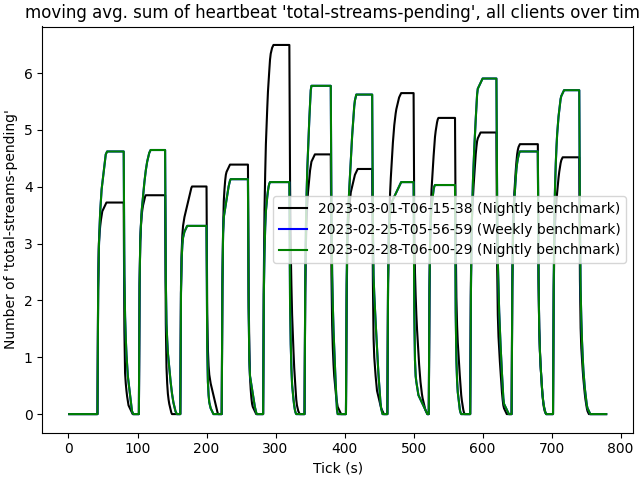 moving avg. sum of heartbeat 'total-streams-pending', all clients over tim
Number of 'total-streams-pending'
6
5
4
3
2
1
0
2023-03-01-T06-15-38 (Nightly benchmark)
2023-02-25-T05-56-59 (Weekly benchmark)
2023-02-28-T06-00-29 (Nightly benchmark)
0 100 200 300 400 500 600 700 800
Tick (s)